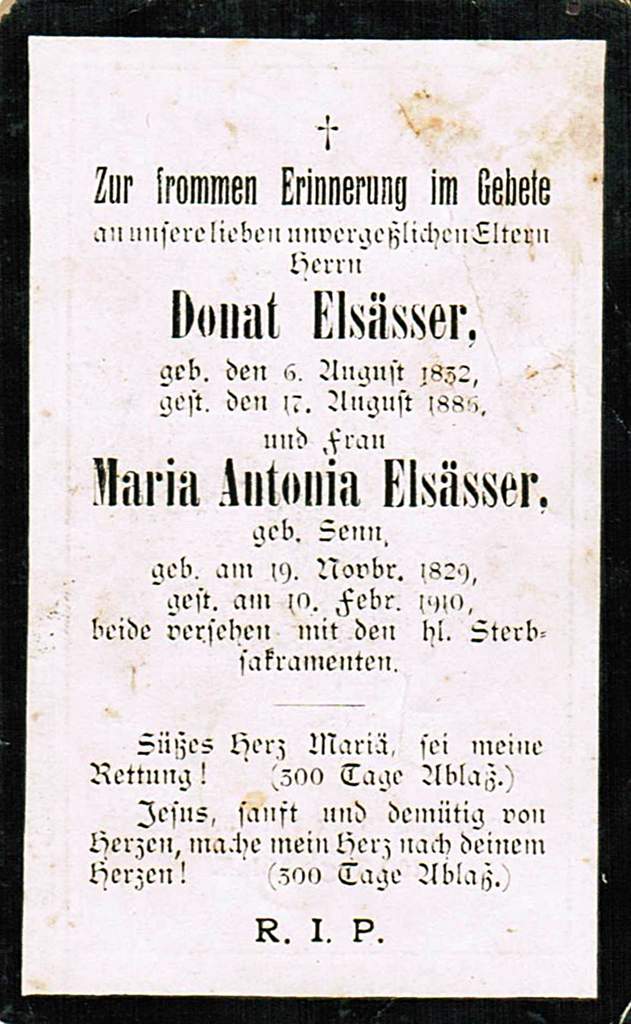 †
Zur frommen Erinnerung im Gebete
an unsere lieben unvergeßlichen Eltern
Herrn
Donat Elsässer,
geb. den 6. August 1832,
gest. den 17. August 1886,
und Frau
Maria Antonia Elsässer,
geb. Senn,
geb. am 19. Novbr. 1829,
gest. am 10. Febr. 1910,
beide versehen mit den hl. Sterb-
sakramenten.
Süßes Herz Mariä, sei meine
Rettung! (300 Tage Ablaß.)
Jesus, sanft und demütig von
Herzen, mache mein Herz nach deinem
Herzen! (300 Tage Ablaß.)
R. I. P.